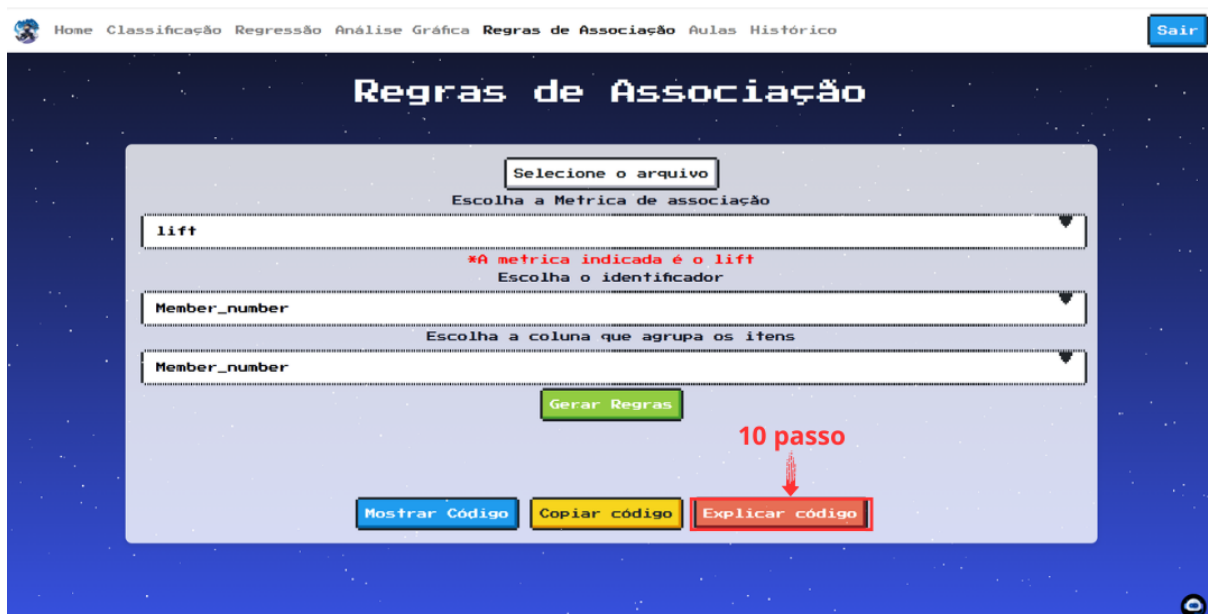 Home Classificação Regressão Análise Gráfica Regras de Associação Aulas Histórico Sair
Regras de Associação
Selecione o arquivo
Escolha a Metrica de associação
lift
*A metrica indicada é o lift
Escolha o identificador
Member_number
Escolha a coluna que agrupa os itens
Member_number
Gerar Regras
10 passo
Mostrar Código Copiar código Explicar código